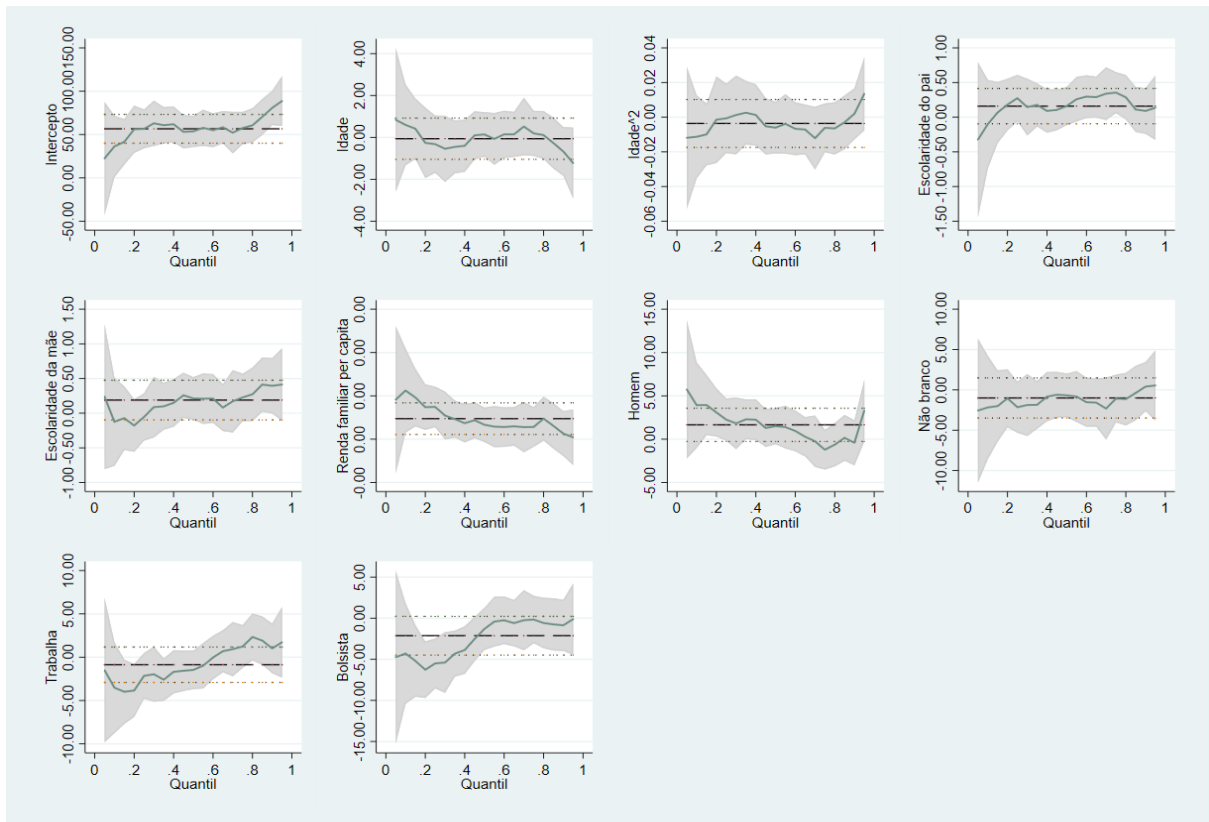 Intercepto
-50.00 0.00 50.00 100.00 150.00
0 .2 .4 .6 .8 1
Quantil
Idade
-4.00 -2.00 0.00 2.00 4.00
0 .2 .4 .6 .8 1
Quantil
Idade^2
-0.06 -0.04 -0.02 0.00 0.02 0.04
0 .2 .4 .6 .8 1
Quantil
Escolaridade do pai
-1.50 -1.00 -0.50 0.00 0.50 1.00
0 .2 .4 .6 .8 1
Quantil
Escolaridade da mãe
-1.00 -0.50 0.00 0.50 1.00 1.50
0 .2 .4 .6 .8 1
Quantil
Renda familiar per capita
-0.00 0.00 0.00 0.00 0.00
0 .2 .4 .6 .8 1
Quantil
Homem
-5.00 0.00 5.00 10.00 15.00
0 .2 .4 .6 .8 1
Quantil
Não branco
-10.00 -5.00 0.00 5.00 10.00
0 .2 .4 .6 .8 1
Quantil
Trabalha
-10.00 -5.00 0.00 5.00 10.00
0 .2 .4 .6 .8 1
Quantil
Bolsista
-15.00 -10.00 -5.00 0.00 5.00
0 .2 .4 .6 .8 1
Quantil